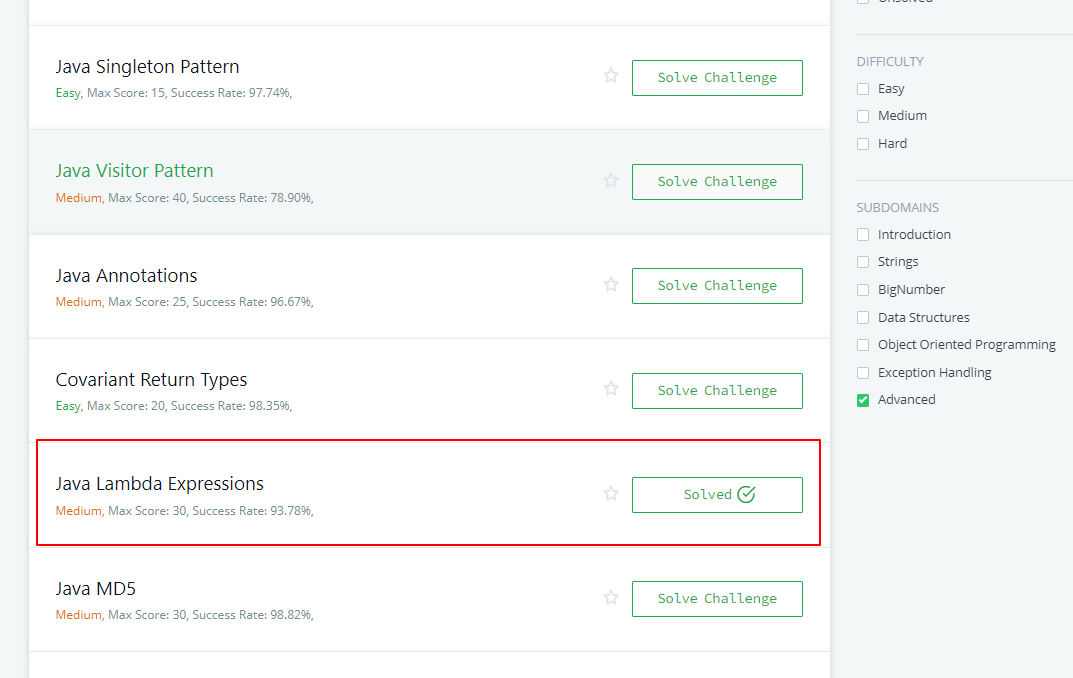 Java Singleton Pattern
Easy, Max Score: 15, Success Rate: 97.74%,
Solve Challenge
Java Visitor Pattern
Medium, Max Score: 40, Success Rate: 78.90%,
Solve Challenge
Java Annotations
Medium, Max Score: 25, Success Rate: 96.67%,
Solve Challenge
Covariant Return Types
Easy, Max Score: 20, Success Rate: 98.35%,
Solve Challenge
Java Lambda Expressions
Medium, Max Score: 30, Success Rate: 93.78%,
Solved
Java MD5
Medium, Max Score: 30, Success Rate: 98.82%,
Solve Challenge
DIFFICULTY
Easy
Medium
Hard
SUBDOMAINS
Introduction
Strings
BigNumber
Data Structures
Object Oriented Programming
Exception Handling
Advanced